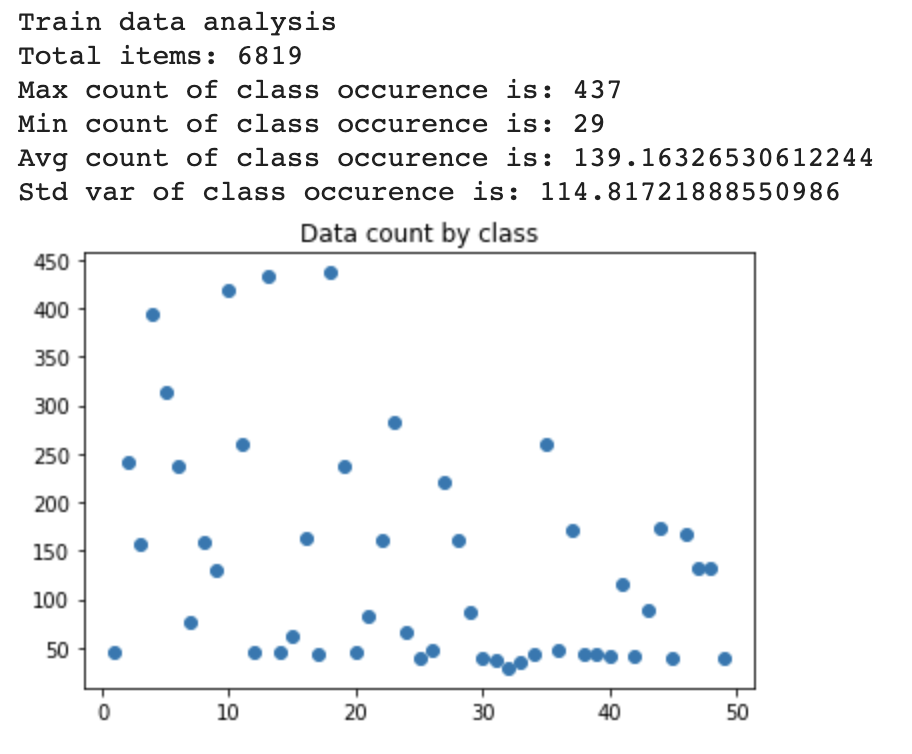 Train data analysis
Total items: 6819
Max count of class occurence is: 437
Min count of class occurence is: 29
Avg count of class occurence is: 139.16326530612244
Std var of class occurence is: 114.81721888550986
Data count by class
450
400
350
300
250
200
150
100
50
0 10 20 30 40 50